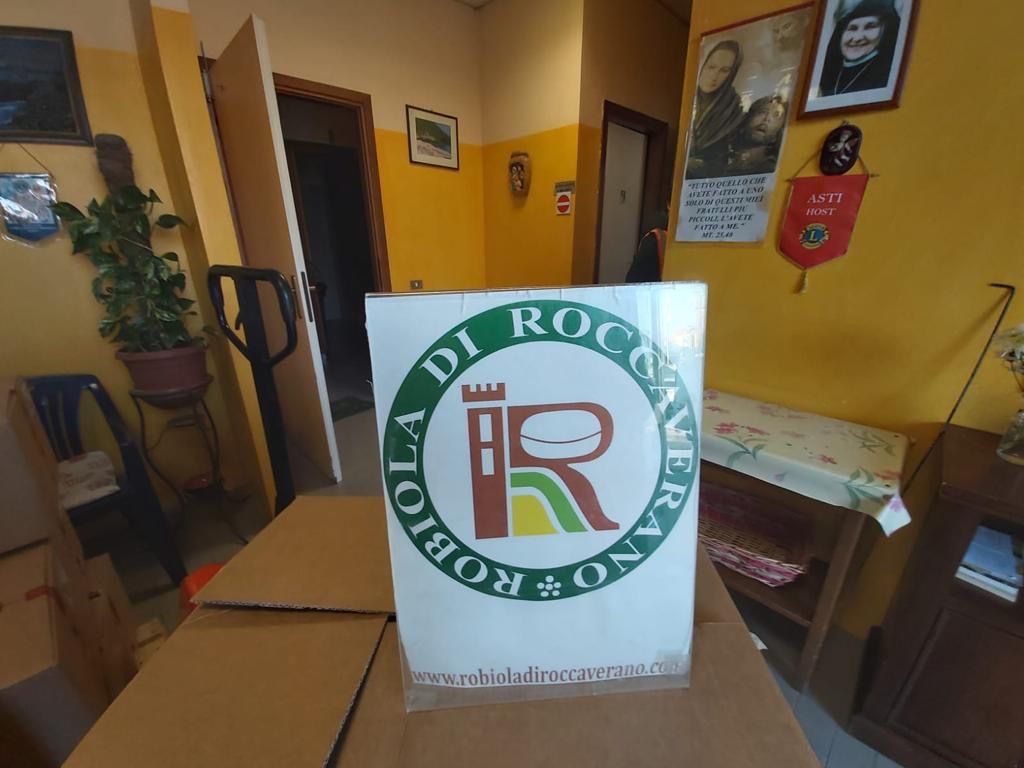 "TUTTO QUELLO CHE
AVETE FATTO A UNO
SOLO DI QUESTI MIEI
FRATELLI PIÙ
PICCOLI, L'AVETE
FATTO A ME."
MT. 25,40
ASTI
HOST
L
ROBIOLA DI ROCCAVERANO
R
www.robioladiroccaverano.com